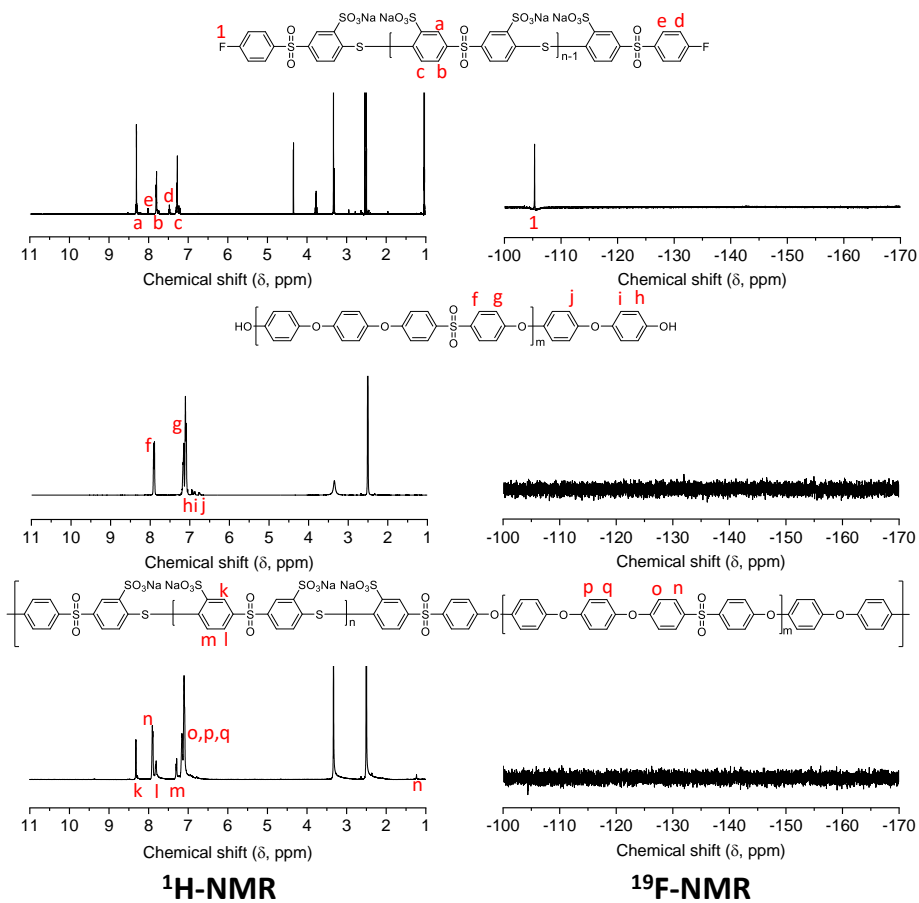 1
SO₃Na NaO₃S a SO₃Na NaO₃S e d
F S O O S S O O S n-1 S O O F
c b
e d
a b c
11 10 9 8 7 6 5 4 3 2 1
Chemical shift (δ, ppm)
1
-100 -110 -120 -130 -140 -150 -160 -170
Chemical shift (δ, ppm)
f g j i h
HO O O S O O O m O OH
f g
hi j
11 10 9 8 7 6 5 4 3 2 1
Chemical shift (δ, ppm)
-100 -110 -120 -130 -140 -150 -160 -170
Chemical shift (δ, ppm)
SO₃Na NaO₃S k SO₃Na NaO₃S p q o n
S O O S S O O S n S O O O O O S O O O m O
m l
n o,p,q
k l m n
11 10 9 8 7 6 5 4 3 2 1
Chemical shift (δ, ppm)
-100 -110 -120 -130 -140 -150 -160 -170
Chemical shift (δ, ppm)
¹H-NMR
¹⁹F-NMR